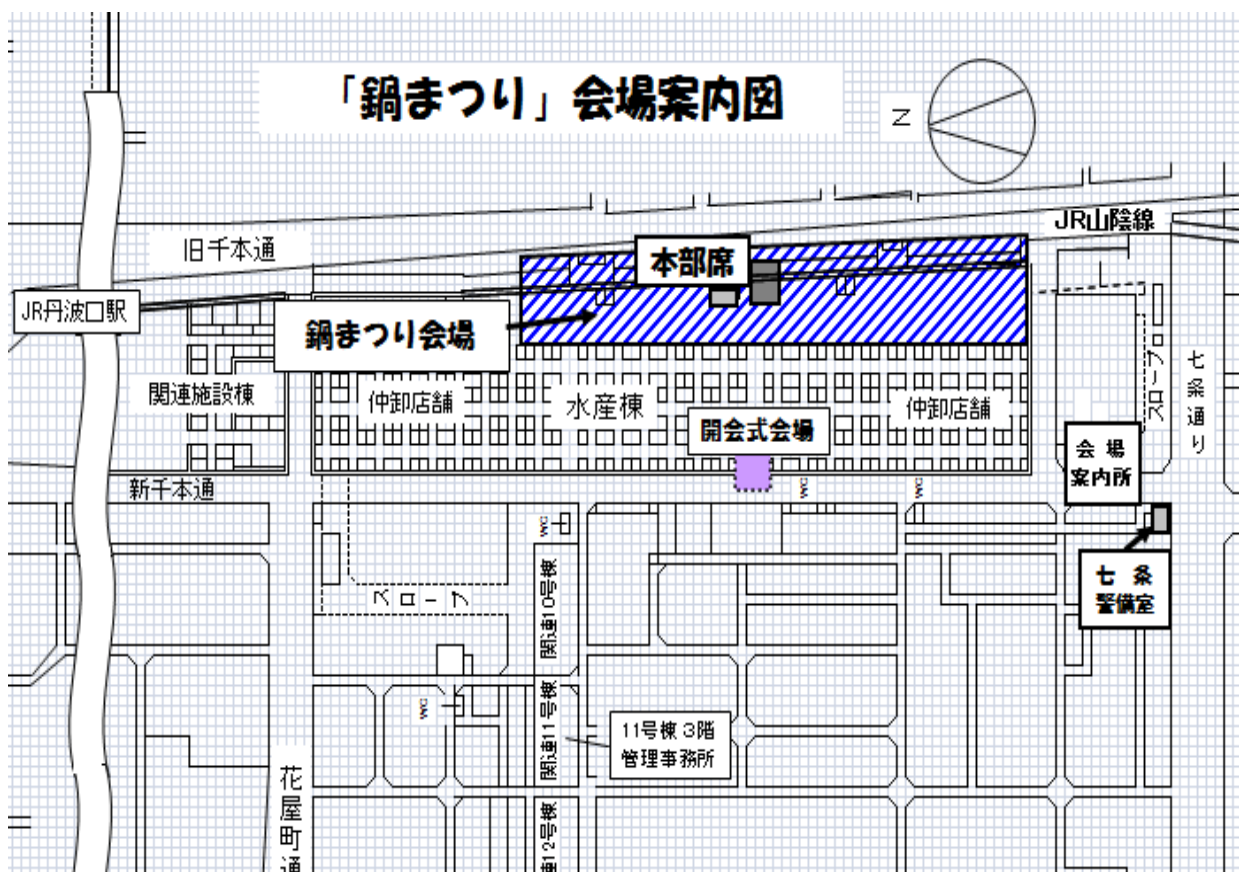 「鍋まつり」会場案内図
N
JR山陰線
旧千本通
本部席
JR丹波口駅
鍋まつり会場
関連施設棟
仲卸店舗
水産棟
仲卸店舗
開会式会場
スロープ
七条通り
会場
案内所
新千本通
WC
WC
WC
七条
警備室
スロープ
関連10号棟
WC
関連11号棟
11号棟3階
管理事務所
花屋町通
連12号棟